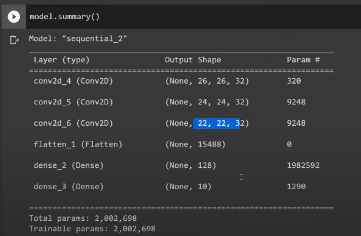 model.summary()
Model: "sequential_2"
Layer (type) Output Shape Param #
conv2d_4 (Conv2D) (None, 26, 26, 32) 320
conv2d_5 (Conv2D) (None, 24, 24, 32) 9248
conv2d_6 (Conv2D) (None, 22, 22, 32) 9248
flatten_1 (Flatten) (None, 15488) 0
dense_2 (Dense) (None, 128) 1982592
dense_3 (Dense) (None, 10) 1290
Total params: 2,002,698
Trainable params: 2,002,698